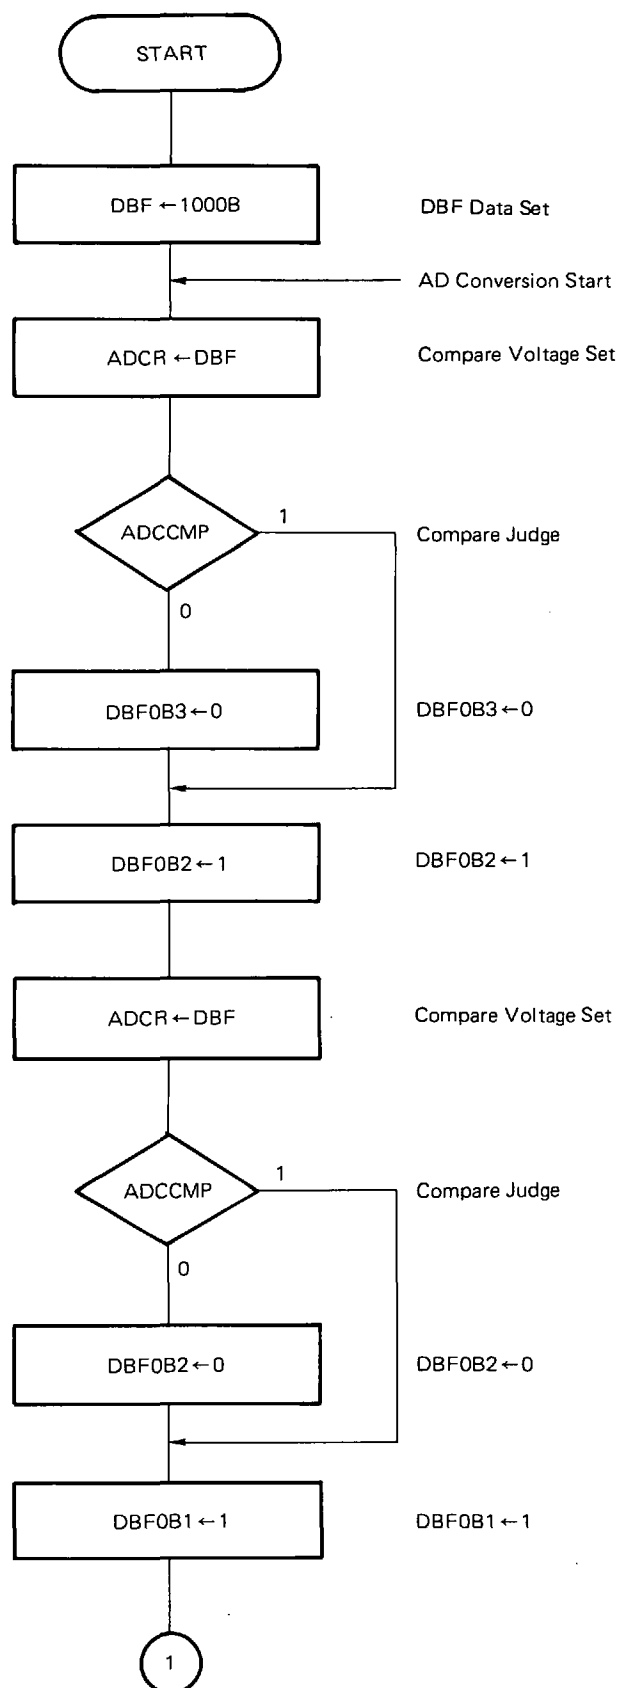 START
DBF ← 1000B
DBF Data Set
AD Conversion Start
ADCR ← DBF
Compare Voltage Set
ADCCMP
1
Compare Judge
0
DBF0B3 ← 0
DBF0B3 ← 0
DBF0B2 ← 1
DBF0B2 ← 1
ADCR ← DBF
Compare Voltage Set
ADCCMP
1
Compare Judge
0
DBF0B2 ← 0
DBF0B2 ← 0
DBF0B1 ← 1
DBF0B1 ← 1
1